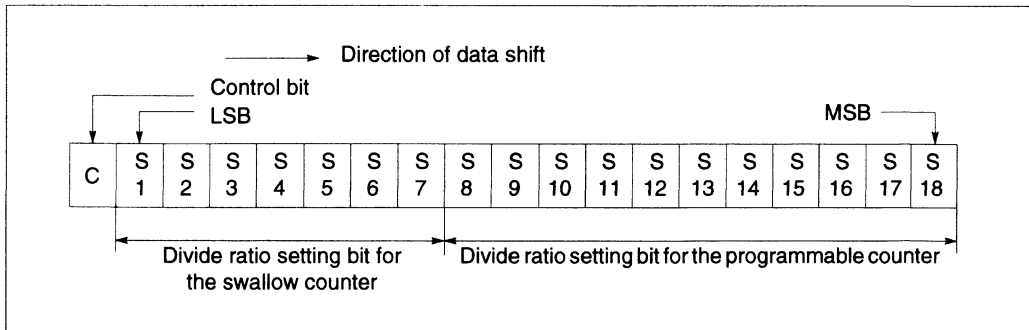 Direction of data shift
Control bit
LSB
MSB
C S S S S S S S S S S S S S S S S S S
1 2 3 4 5 6 7 8 9 10 11 12 13 14 15 16 17 18
Divide ratio setting bit for
the swallow counter
Divide ratio setting bit for the programmable counter